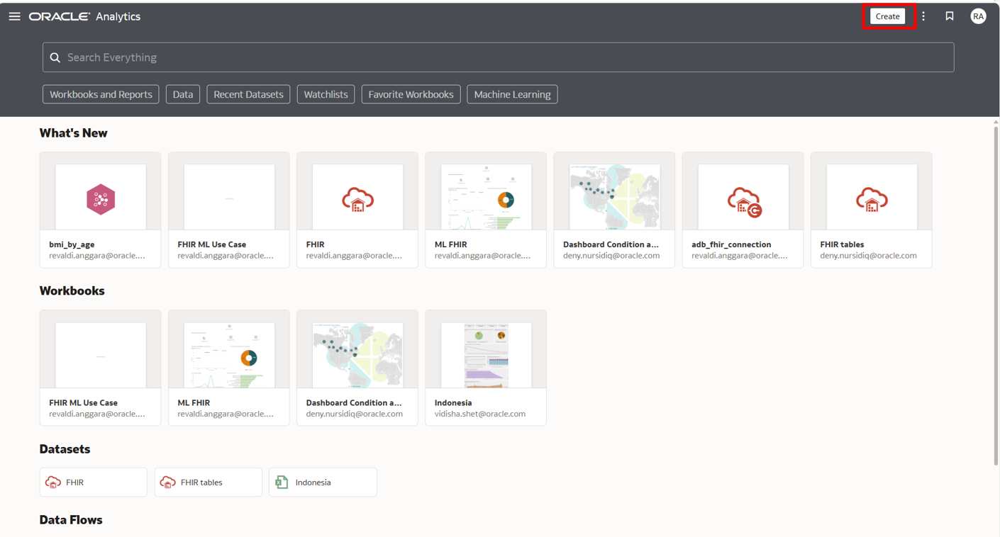 ORACLE Analytics
Create
RA
Search Everything
Workbooks and Reports
Data
Recent Datasets
Watchlists
Favorite Workbooks
Machine Learning
What's New
bmi_by_age
revaldi.anggara@oracle....
FHIR ML Use Case
revaldi.anggara@oracle....
FHIR
revaldi.anggara@oracle....
ML FHIR
revaldi.anggara@oracle....
Dashboard Condition a...
deny.nursidiq@oracle.com
adb_fhir_connection
revaldi.anggara@oracle....
FHIR tables
deny.nursidiq@oracle.com
Workbooks
FHIR ML Use Case
revaldi.anggara@oracle....
ML FHIR
revaldi.anggara@oracle....
Dashboard Condition a...
deny.nursidiq@oracle.com
Indonesia
vidisha.shet@oracle.com
Datasets
FHIR
FHIR tables
Indonesia
Data Flows